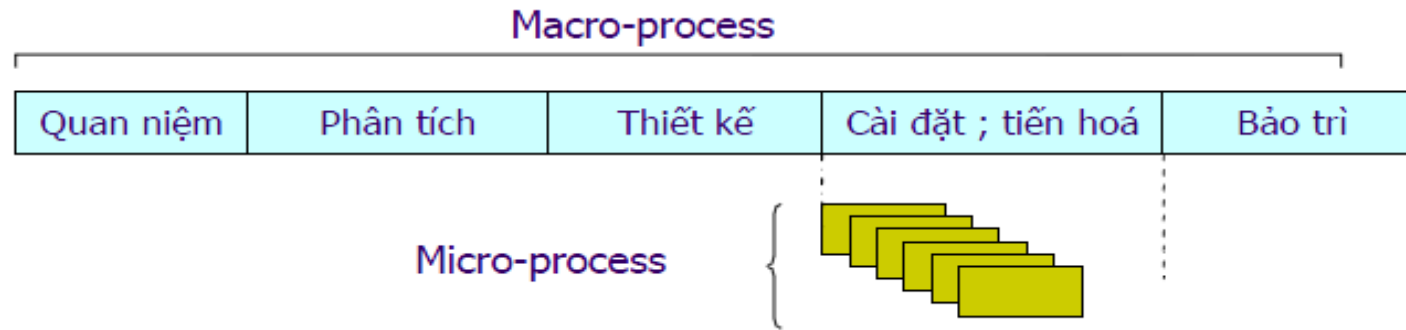 Macro-process
Quan niệm Phân tích Thiết kế Cài đặt ; tiến hoá Bảo trì
Micro-process